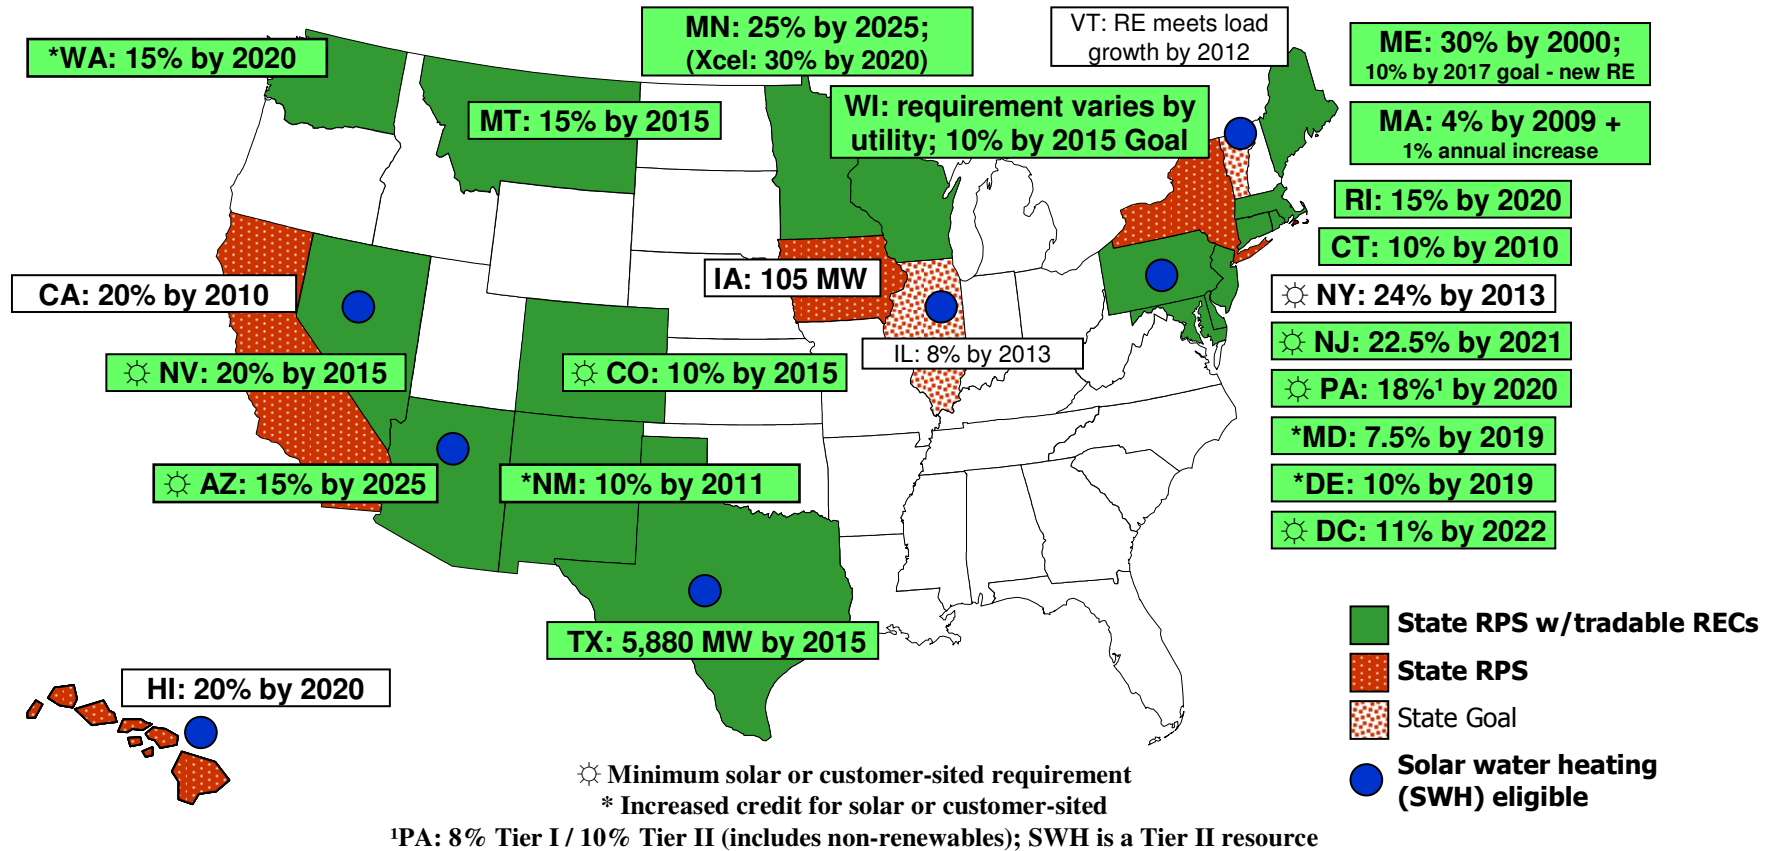 *WA: 15% by 2020
MN: 25% by 2025;
(Xcel: 30% by 2020)
VT: RE meets load
growth by 2012
ME: 30% by 2000;
10% by 2017 goal - new RE
MT: 15% by 2015
WI: requirement varies by
utility; 10% by 2015 Goal
MA: 4% by 2009 +
1% annual increase
RI: 15% by 2020
CT: 10% by 2010
CA: 20% by 2010
IA: 105 MW
☼ NY: 24% by 2013
☼ NV: 20% by 2015
☼ CO: 10% by 2015
IL: 8% by 2013
☼ NJ: 22.5% by 2021
☼ PA: 18%¹ by 2020
*MD: 7.5% by 2019
☼ AZ: 15% by 2025
*NM: 10% by 2011
*DE: 10% by 2019
☼ DC: 11% by 2022
TX: 5,880 MW by 2015
HI: 20% by 2020
State RPS w/tradable RECs
State RPS
State Goal
Solar water heating
(SWH) eligible
☼ Minimum solar or customer-sited requirement
* Increased credit for solar or customer-sited
¹PA: 8% Tier I / 10% Tier II (includes non-renewables); SWH is a Tier II resource